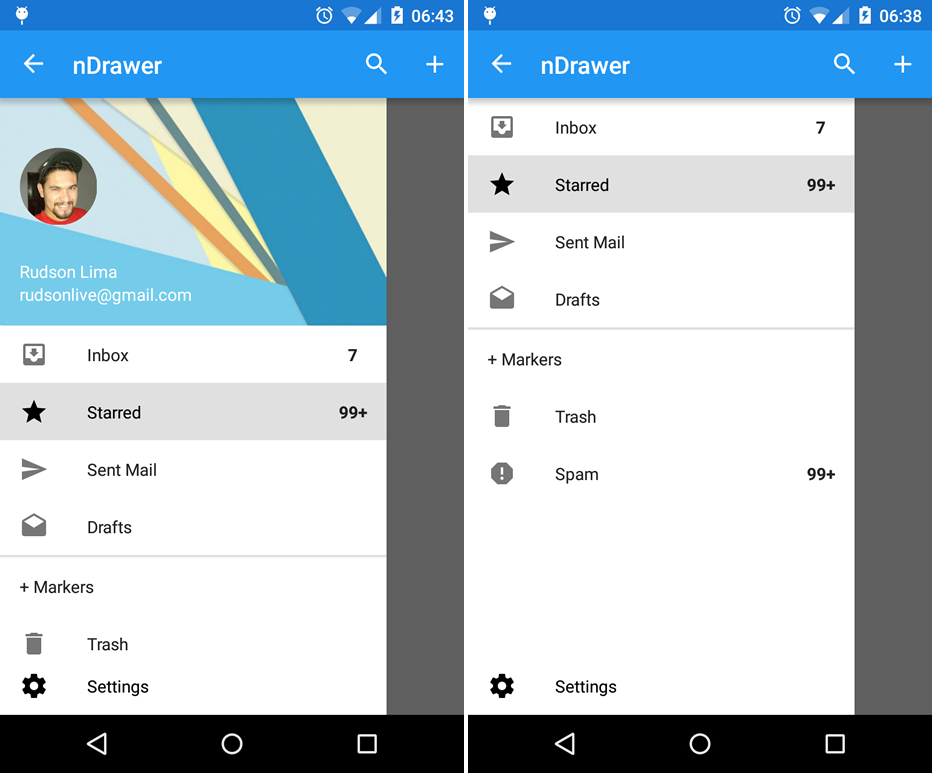 06:43
nDrawer
Rudson Lima
rudsonlive@gmail.com
Inbox 7
Starred 99+
Sent Mail
Drafts
+ Markers
Trash
Settings
06:38
nDrawer
Inbox 7
Starred 99+
Sent Mail
Drafts
+ Markers
Trash
Spam 99+
Settings